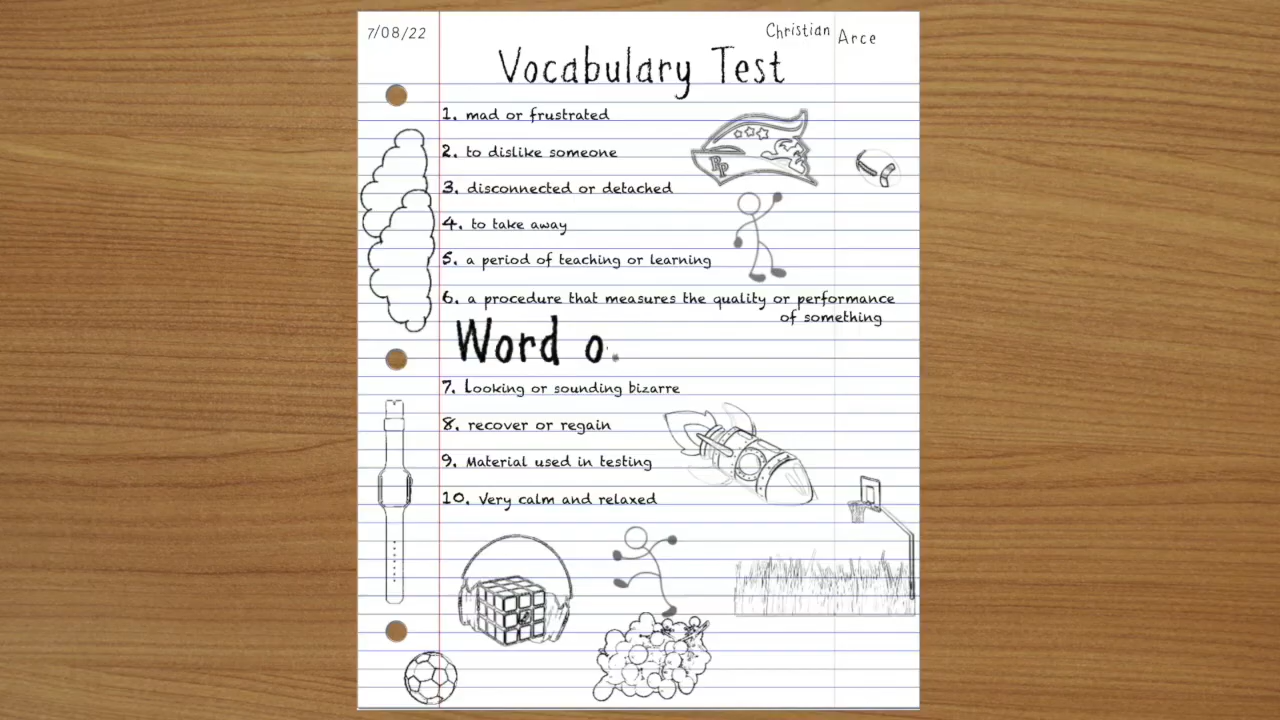 7/08/22
Christian Arce
Vocabulary Test
1. mad or frustrated
2. to dislike someone
3. disconnected or detached
4. to take away
5. a period of teaching or learning
6. a procedure that measures the quality or performance
of something
Word o
7. Looking or sounding bizarre
8. recover or regain
9. Material used in testing
10. Very calm and relaxed
PP